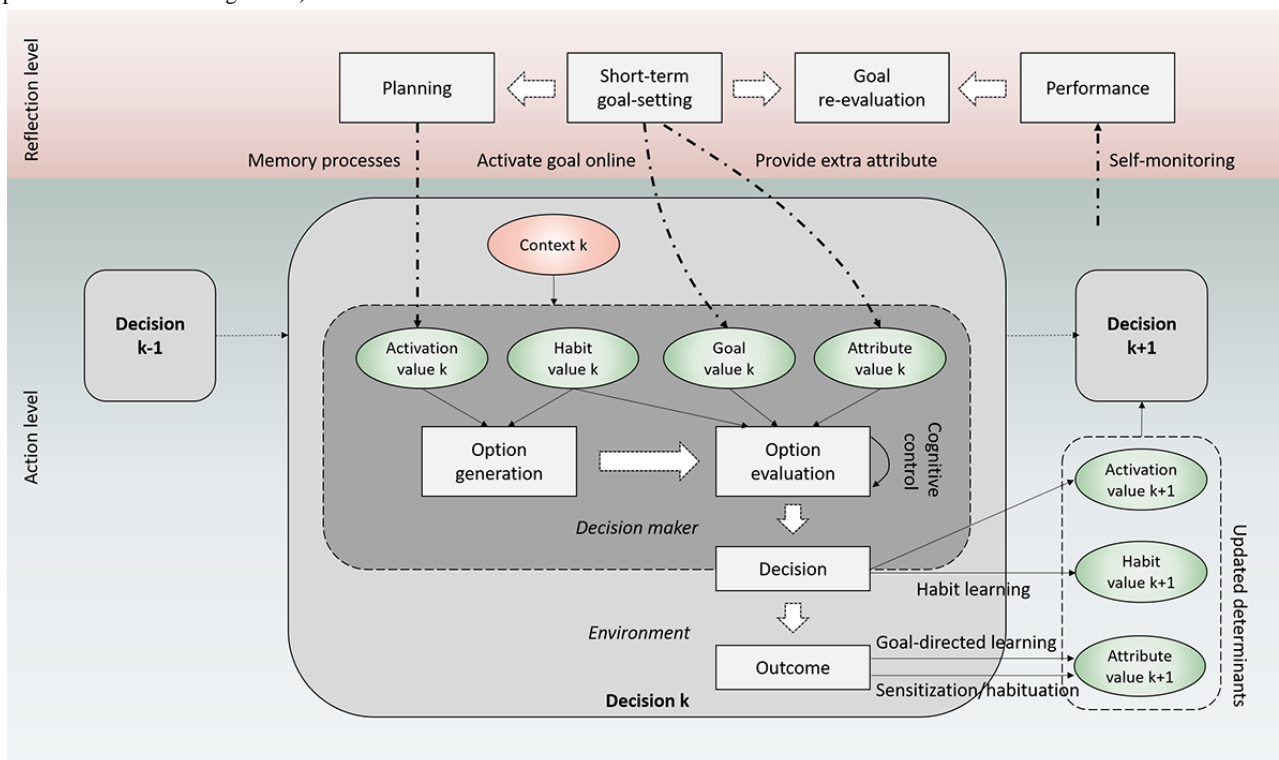 Reflection level
Planning
Short-term
goal-setting
Goal
re-evaluation
Performance
Memory processes
Activate goal online
Provide extra attribute
Self-monitoring
Action level
Decision
k-1
Context k
Activation
value k
Habit
value k
Goal
value k
Attribute
value k
Option
generation
Option
evaluation
Cognitive
control
Decision maker
Decision
Environment
Outcome
Decision k
Habit learning
Goal-directed learning
Sensitization/habituation
Decision
k+1
Activation
value k+1
Habit
value k+1
Attribute
value k+1
Updated determinants